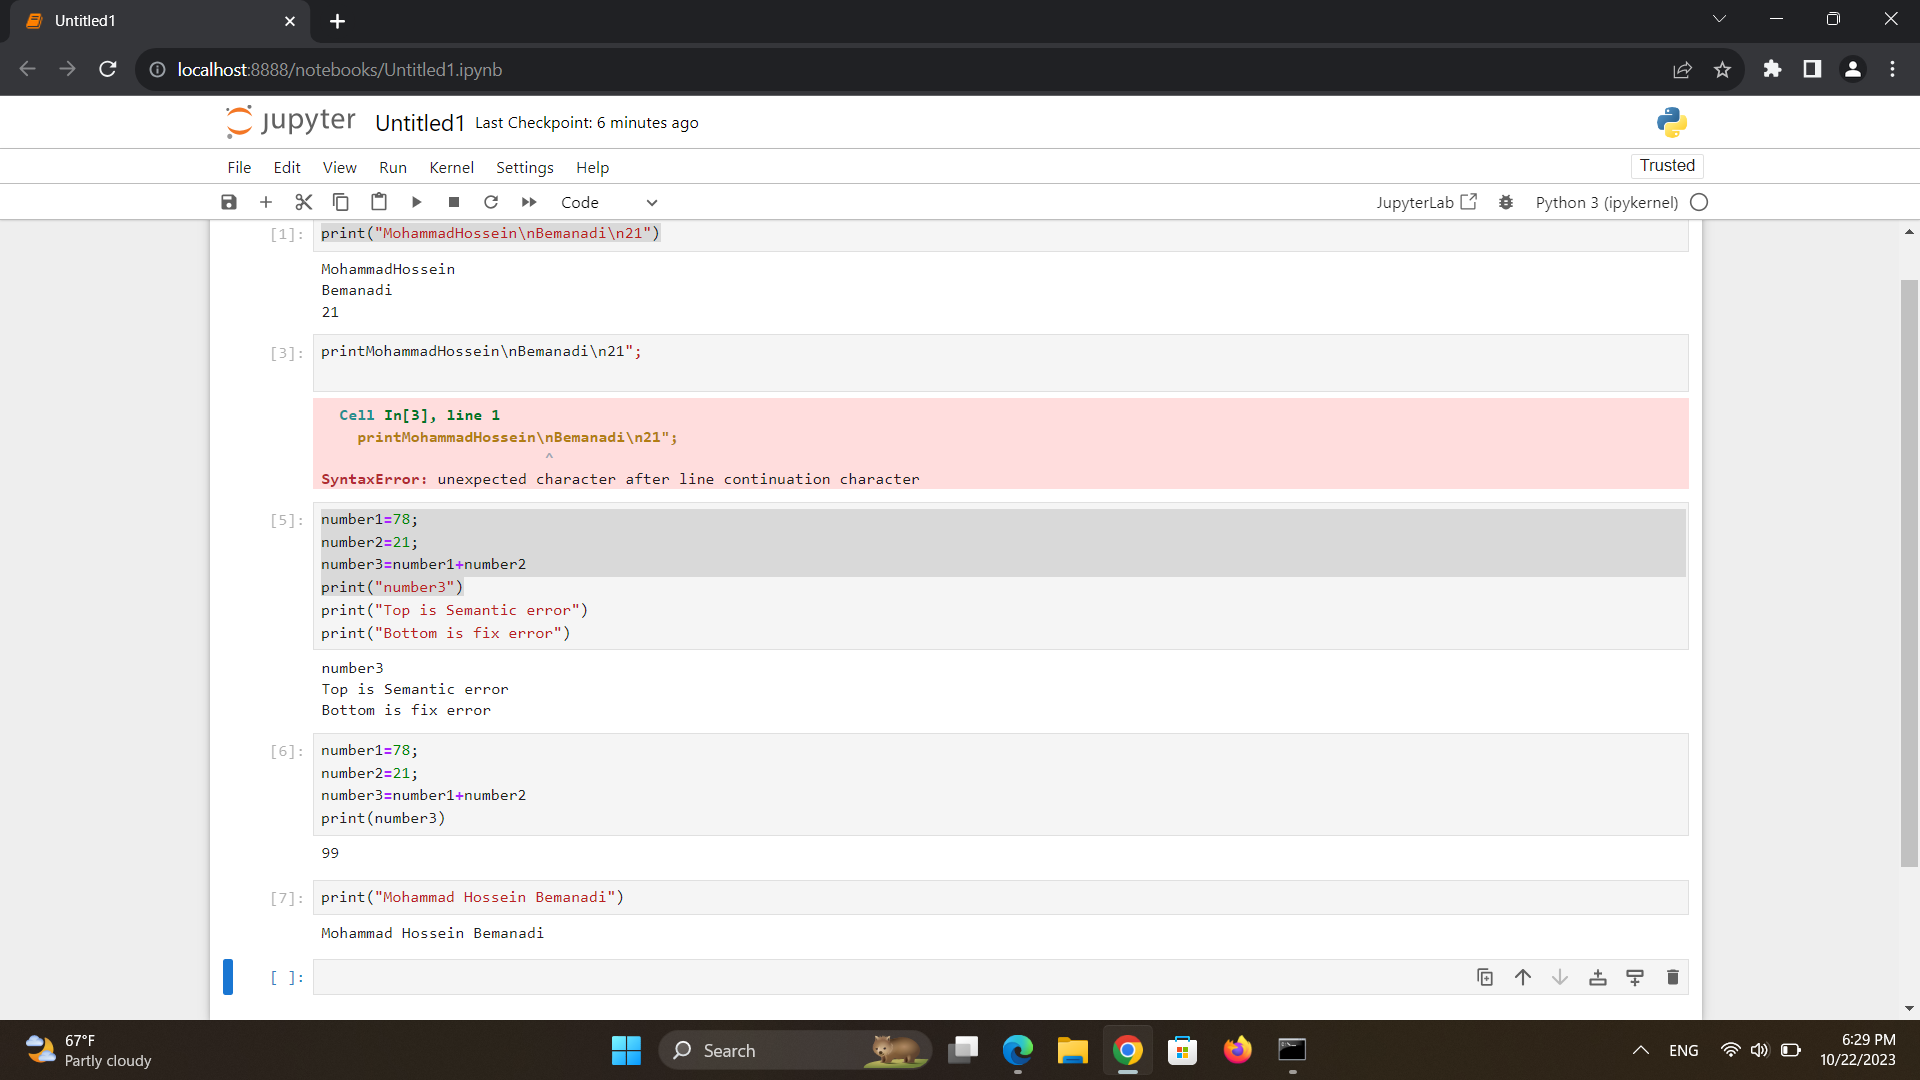 Untitled1
localhost:8888/notebooks/Untitled1.ipynb
jupyter Untitled1 Last Checkpoint: 6 minutes ago
File Edit View Run Kernel Settings Help Trusted
Code JupyterLab Python 3 (ipykernel)
[1]: print("MohammadHossein\nBemanadi\n21")
MohammadHossein
Bemanadi
21
[3]: printMohammadHossein\nBemanadi\n21";
Cell In[3], line 1
printMohammadHossein\nBemanadi\n21";
^
SyntaxError: unexpected character after line continuation character
[5]: number1=78;
number2=21;
number3=number1+number2
print("number3")
print("Top is Semantic error")
print("Bottom is fix error")
number3
Top is Semantic error
Bottom is fix error
[6]: number1=78;
number2=21;
number3=number1+number2
print(number3)
99
[7]: print("Mohammad Hossein Bemanadi")
Mohammad Hossein Bemanadi
[ ]:
67°F
Partly cloudy
Search
ENG
6:29 PM
10/22/2023